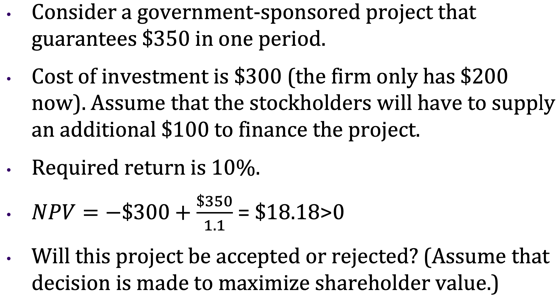 • Consider a government-sponsored project that
guarantees $350 in one period.
• Cost of investment is $300 (the firm only has $200
now). Assume that the stockholders will have to supply
an additional $100 to finance the project.
• Required return is 10%.
• NPV = −$300 + $350/1.1 = $18.18>0
• Will this project be accepted or rejected? (Assume that
decision is made to maximize shareholder value.)